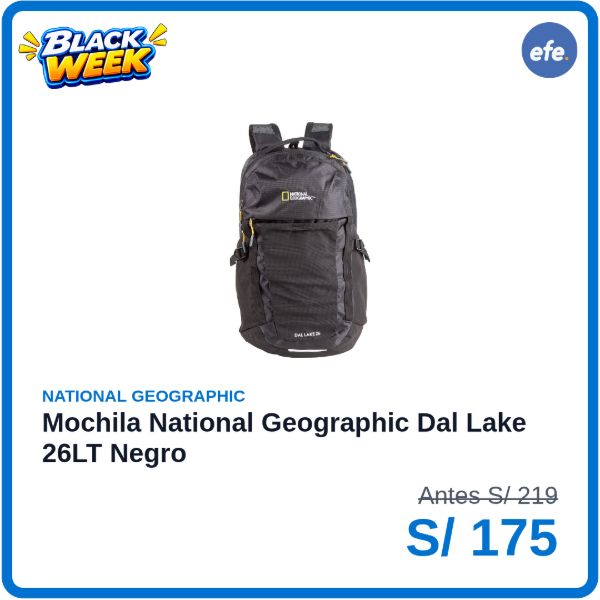 BLACK
WEEK
efe.
NATIONAL
GEOGRAPHIC
DAL LAKE 26
NATIONAL GEOGRAPHIC
Mochila National Geographic Dal Lake
26LT Negro
Antes S/ 219
S/ 175